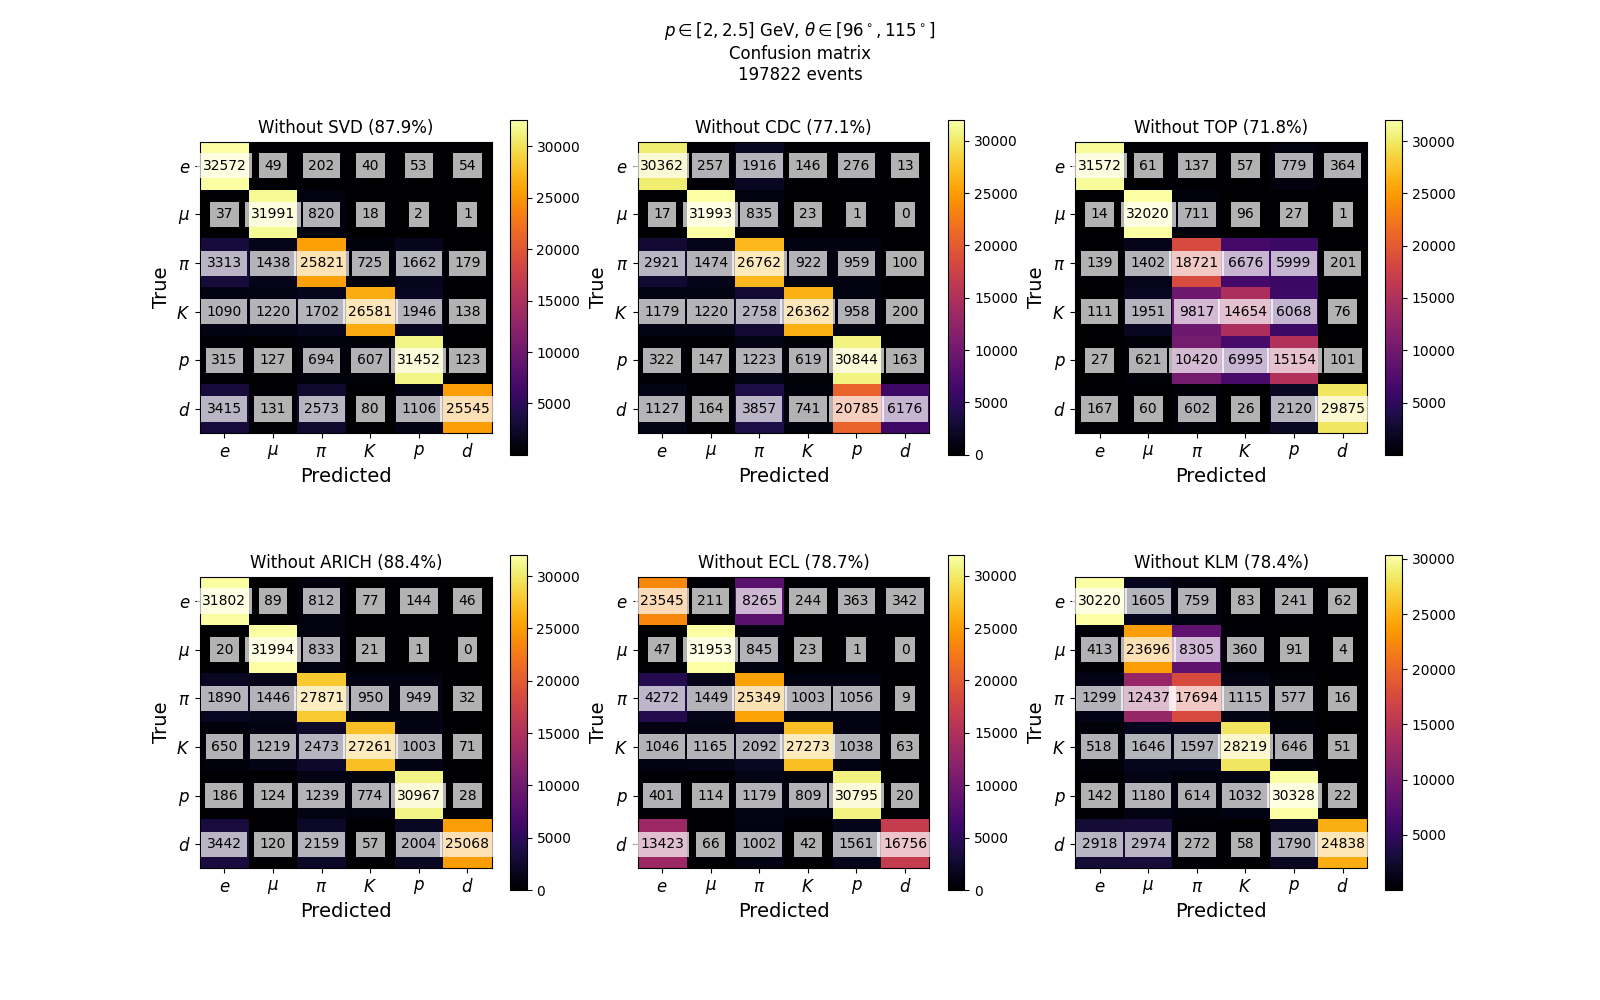 p ∈ [2, 2.5] GeV, θ ∈ [96°, 115°]
Confusion matrix
197822 events
Without SVD (87.9%)
e 32572 49 202 40 53 54
μ 37 31991 820 18 2 1
π 3313 1438 25821 725 1662 179
K 1090 1220 1702 26581 1946 138
p 315 127 694 607 31452 123
d 3415 131 2573 80 1106 25545
e μ π K p d
Predicted
True
30000
25000
20000
15000
10000
5000
Without CDC (77.1%)
30362 257 1916 146 276 13
17 31993 835 23 1 0
2921 1474 26762 922 959 100
1179 1220 2758 26362 958 200
322 147 1223 619 30844 163
1127 164 3857 741 20785 6176
e μ π K p d
Predicted
True
30000
25000
20000
15000
10000
5000
0
Without TOP (71.8%)
e 31572 61 137 57 779 364
μ 14 32020 711 96 27 1
π 139 1402 18721 6676 5999 201
K 111 1951 9817 14654 6068 76
p 27 621 10420 6995 15154 101
d 167 60 602 26 2120 29875
e μ π K p d
Predicted
True
30000
25000
20000
15000
10000
5000
Without ARICH (88.4%)
e 31802 89 812 77 144 46
μ 20 31994 833 21 1 0
π 1890 1446 27871 950 949 32
K 650 1219 2473 27261 1003 71
p 186 124 1239 774 30967 28
d 3442 120 2159 57 2004 25068
e μ π K p d
Predicted
True
30000
25000
20000
15000
10000
5000
0
Without ECL (78.7%)
e 23545 211 8265 244 363 342
μ 47 31953 845 23 1 0
π 4272 1449 25349 1003 1056 9
K 1046 1165 2092 27273 1038 63
p 401 114 1179 809 30795 20
d 13423 66 1002 42 1561 16756
e μ π K p d
Predicted
True
30000
25000
20000
15000
10000
5000
0
Without KLM (78.4%)
e 30220 1605 759 83 241 62
μ 413 23696 8305 360 91 4
π 1299 12437 17694 1115 577 16
K 518 1646 1597 28219 646 51
p 142 1180 614 1032 30328 22
d 2918 2974 272 58 1790 24838
e μ π K p d
Predicted
True
30000
25000
20000
15000
10000
5000